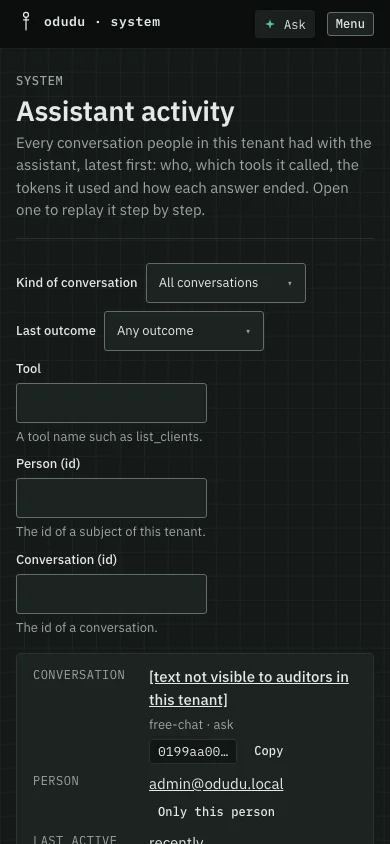 odudu · system
Ask
Menu
SYSTEM
Assistant activity
Every conversation people in this tenant had with the
assistant, latest first: who, which tools it called, the
tokens it used and how each answer ended. Open
one to replay it step by step.
Kind of conversation
All conversations
Last outcome
Any outcome
Tool
A tool name such as list_clients.
Person (id)
The id of a subject of this tenant.
Conversation (id)
The id of a conversation.
CONVERSATION
[text not visible to auditors in
this tenant]
free-chat · ask
0199aa00…
Copy
PERSON
admin@odudu.local
Only this person
LAST ACTIVE
recently